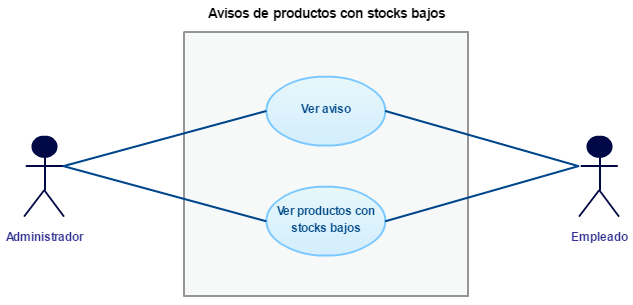 Avisos de productos con stocks bajos
Ver aviso
Ver productos con
stocks bajos
Administrador
Empleado